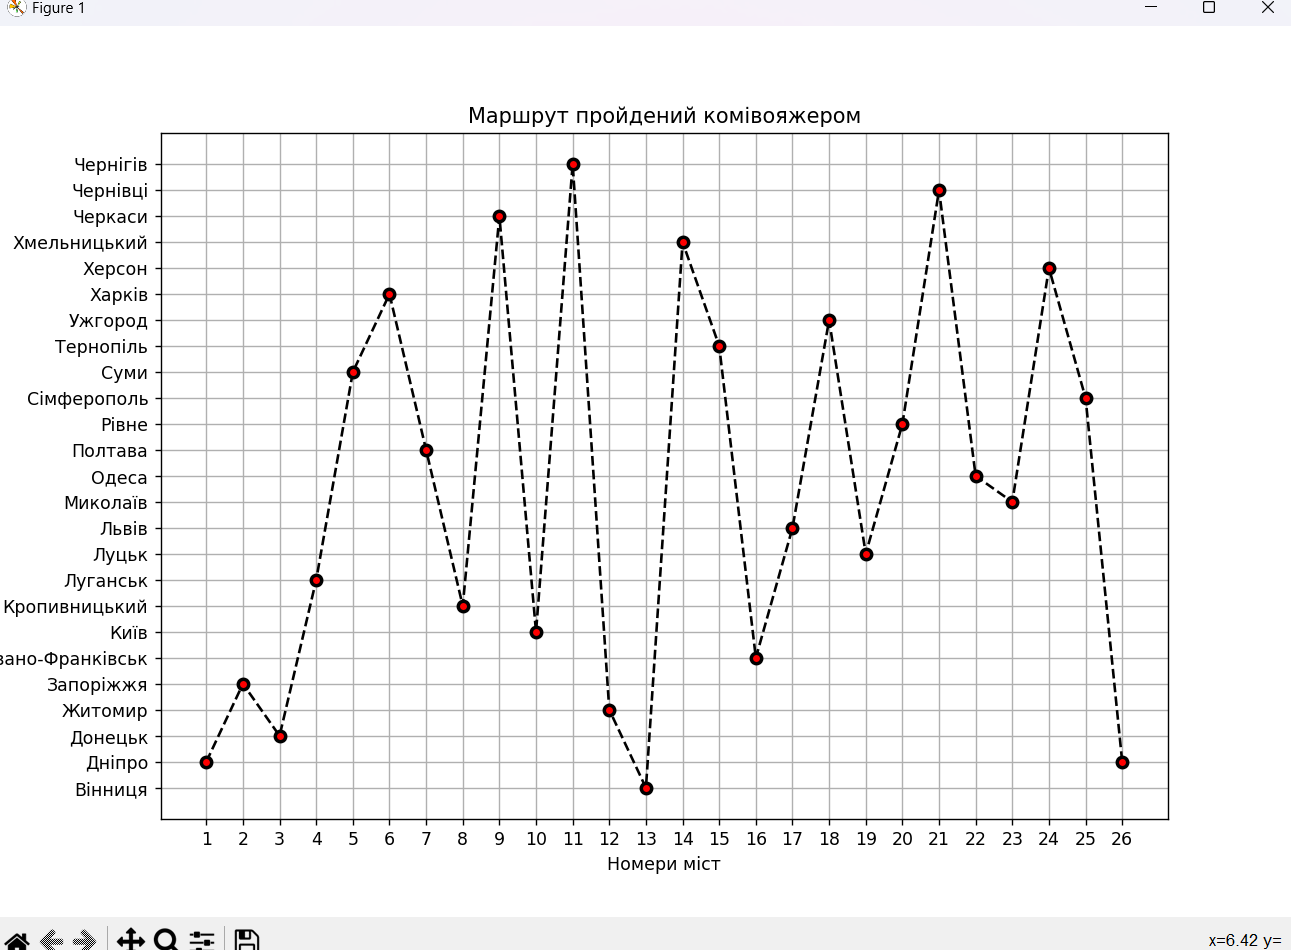 Figure 1
Маршрут пройдений комівояжером
Чернігів
Чернівці
Черкаси
Хмельницький
Херсон
Харків
Ужгород
Тернопіль
Суми
Сімферополь
Рівне
Полтава
Одеса
Миколаїв
Львів
Луцьк
Луганськ
Кропивницький
Київ
вано-Франківськ
Запоріжжя
Житомир
Донецьк
Дніпро
Вінниця
1 2 3 4 5 6 7 8 9 10 11 12 13 14 15 16 17 18 19 20 21 22 23 24 25 26
Номери міст
x=6.42 y=